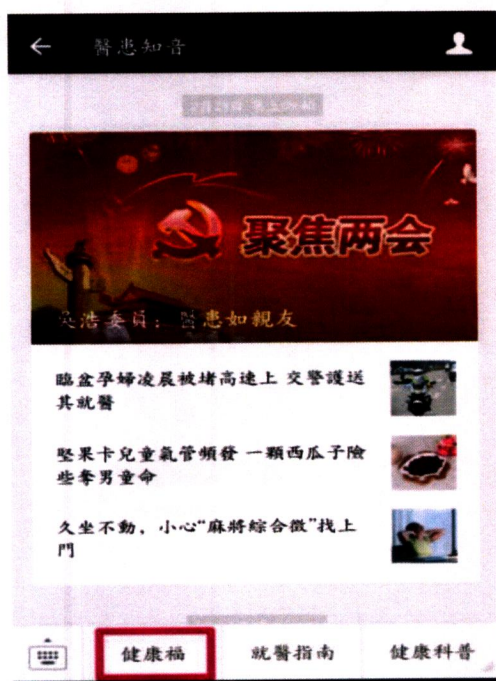 醫患知音
聚焦两会
吳浩委員：醫患如親友
臨盆孕婦凌晨被堵高速上 交警護送
其就醫
堅果卡兒童氣管頻發 一顆西瓜子險
些奪男童命
久坐不動，小心“麻將綜合徵”找上
門
健康福
就醫指南
健康科普